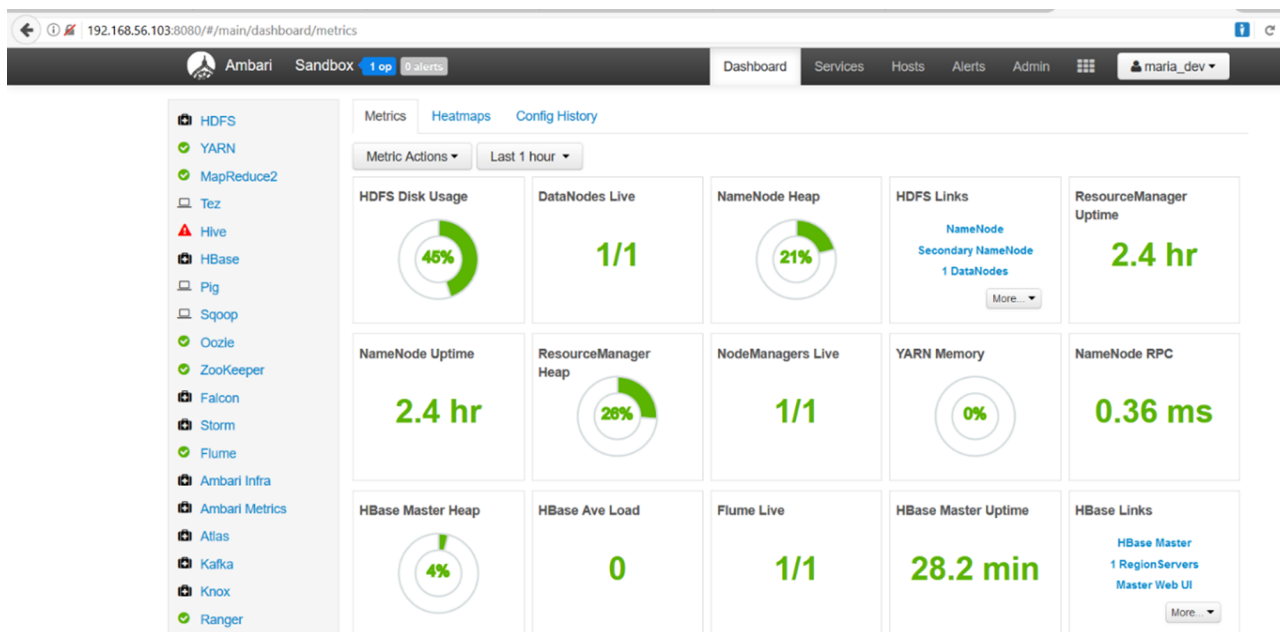 192.168.56.103:8080/#/main/dashboard/metrics
Ambari Sandbox 1 op 0 alerts Dashboard Services Hosts Alerts Admin maria_dev
HDFS
YARN
MapReduce2
Tez
Hive
HBase
Pig
Sqoop
Oozie
ZooKeeper
Falcon
Storm
Flume
Ambari Infra
Ambari Metrics
Atlas
Kafka
Knox
Ranger
Metrics Heatmaps Config History
Metric Actions Last 1 hour
HDFS Disk Usage
45%
DataNodes Live
1/1
NameNode Heap
21%
HDFS Links
NameNode
Secondary NameNode
1 DataNodes
More...
ResourceManager
Uptime
2.4 hr
NameNode Uptime
2.4 hr
ResourceManager
Heap
26%
NodeManagers Live
1/1
YARN Memory
0%
NameNode RPC
0.36 ms
HBase Master Heap
4%
HBase Ave Load
0
Flume Live
1/1
HBase Master Uptime
28.2 min
HBase Links
HBase Master
1 RegionServers
Master Web UI
More...